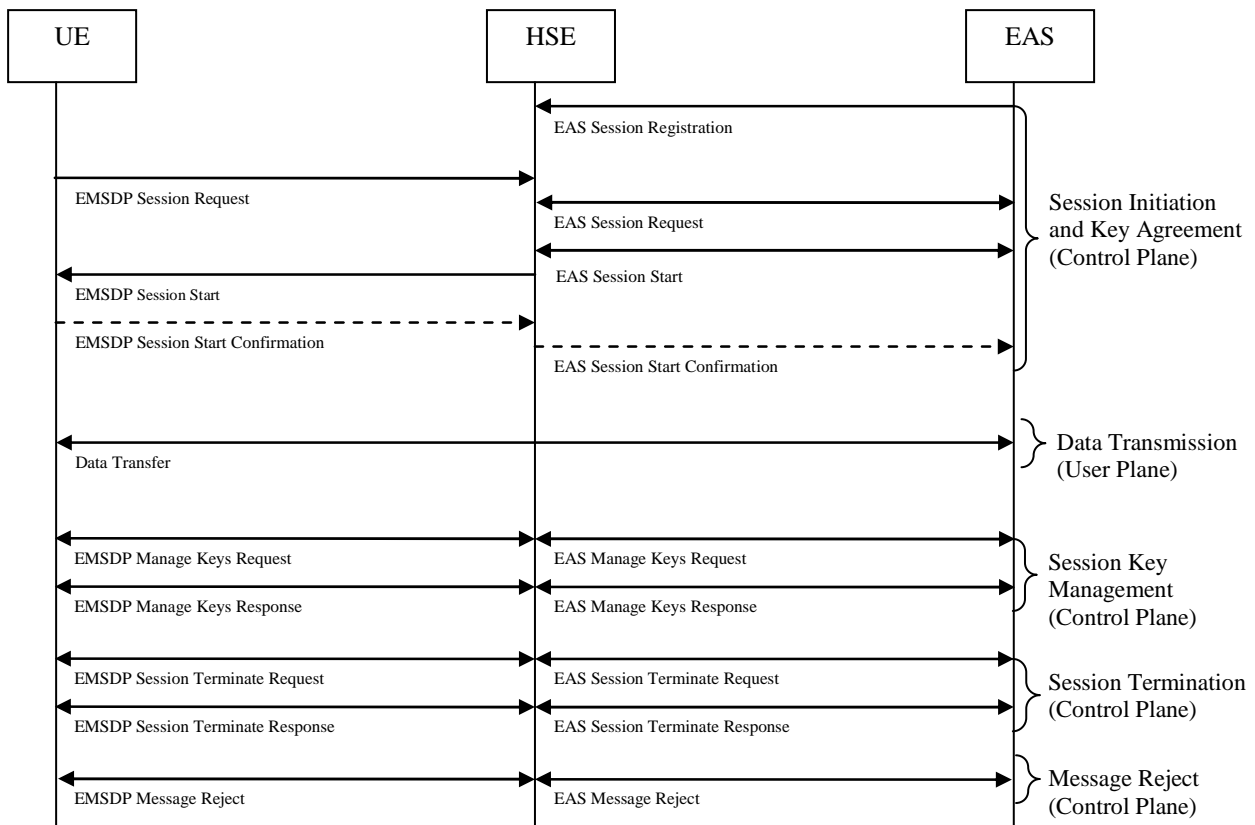 UE
HSE
EAS
EAS Session Registration
EMSDP Session Request
EAS Session Request
Session Initiation
and Key Agreement
(Control Plane)
EAS Session Start
EMSDP Session Start
EMSDP Session Start Confirmation
EAS Session Start Confirmation
Data Transfer
Data Transmission
(User Plane)
EMSDP Manage Keys Request
EAS Manage Keys Request
EMSDP Manage Keys Response
EAS Manage Keys Response
Session Key
Management
(Control Plane)
EMSDP Session Terminate Request
EAS Session Terminate Request
EMSDP Session Terminate Response
EAS Session Terminate Response
Session Termination
(Control Plane)
EMSDP Message Reject
EAS Message Reject
Message Reject
(Control Plane)